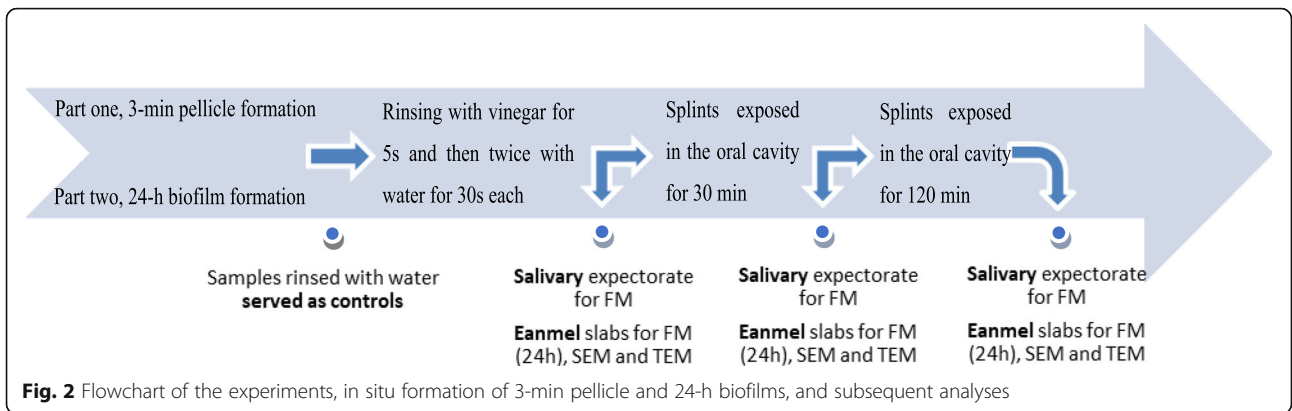 Part one, 3-min pellicle formation
Part two, 24-h biofilm formation
Rinsing with vinegar for
5s and then twice with
water for 30s each
Splints exposed
in the oral cavity
for 30 min
Splints exposed
in the oral cavity
for 120 min
Samples rinsed with water
served as controls
Salivary expectorate
for FM
Eanmel slabs for FM
(24h), SEM and TEM
Salivary expectorate
for FM
Eanmel slabs for FM
(24h), SEM and TEM
Salivary expectorate
for FM
Eanmel slabs for FM
(24h), SEM and TEM
Fig. 2 Flowchart of the experiments, in situ formation of 3-min pellicle and 24-h biofilms, and subsequent analyses